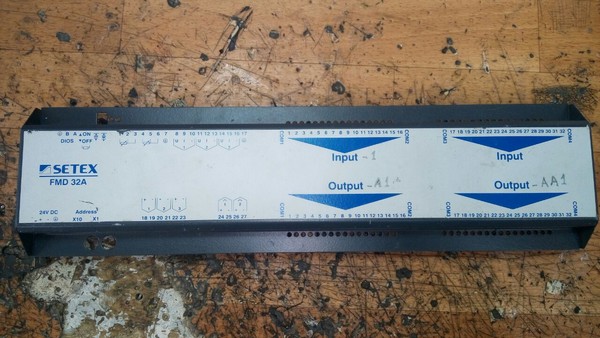 B A ON
DIOS OFF
SETEX
FMD 32A
24V DC Address
X10 X1
2 3 4 5 6 7 8 9 10 11 12 13 14 15 16 17
18 19 20 21 22 23 24 25 26 27
COM1 1 2 3 4 5 6 7 8 9 10 11 12 13 14 15 16 COM2
Input -1
Output -A1
COM1 1 2 3 4 5 6 7 8 9 10 11 12 13 14 15 16 COM2
COM3 17 18 19 20 21 22 23 24 25 26 27 28 29 30 31 32 COM4
Input
Output -AA1
COM3 17 18 19 20 21 22 23 24 25 26 27 28 29 30 31 32 COM4